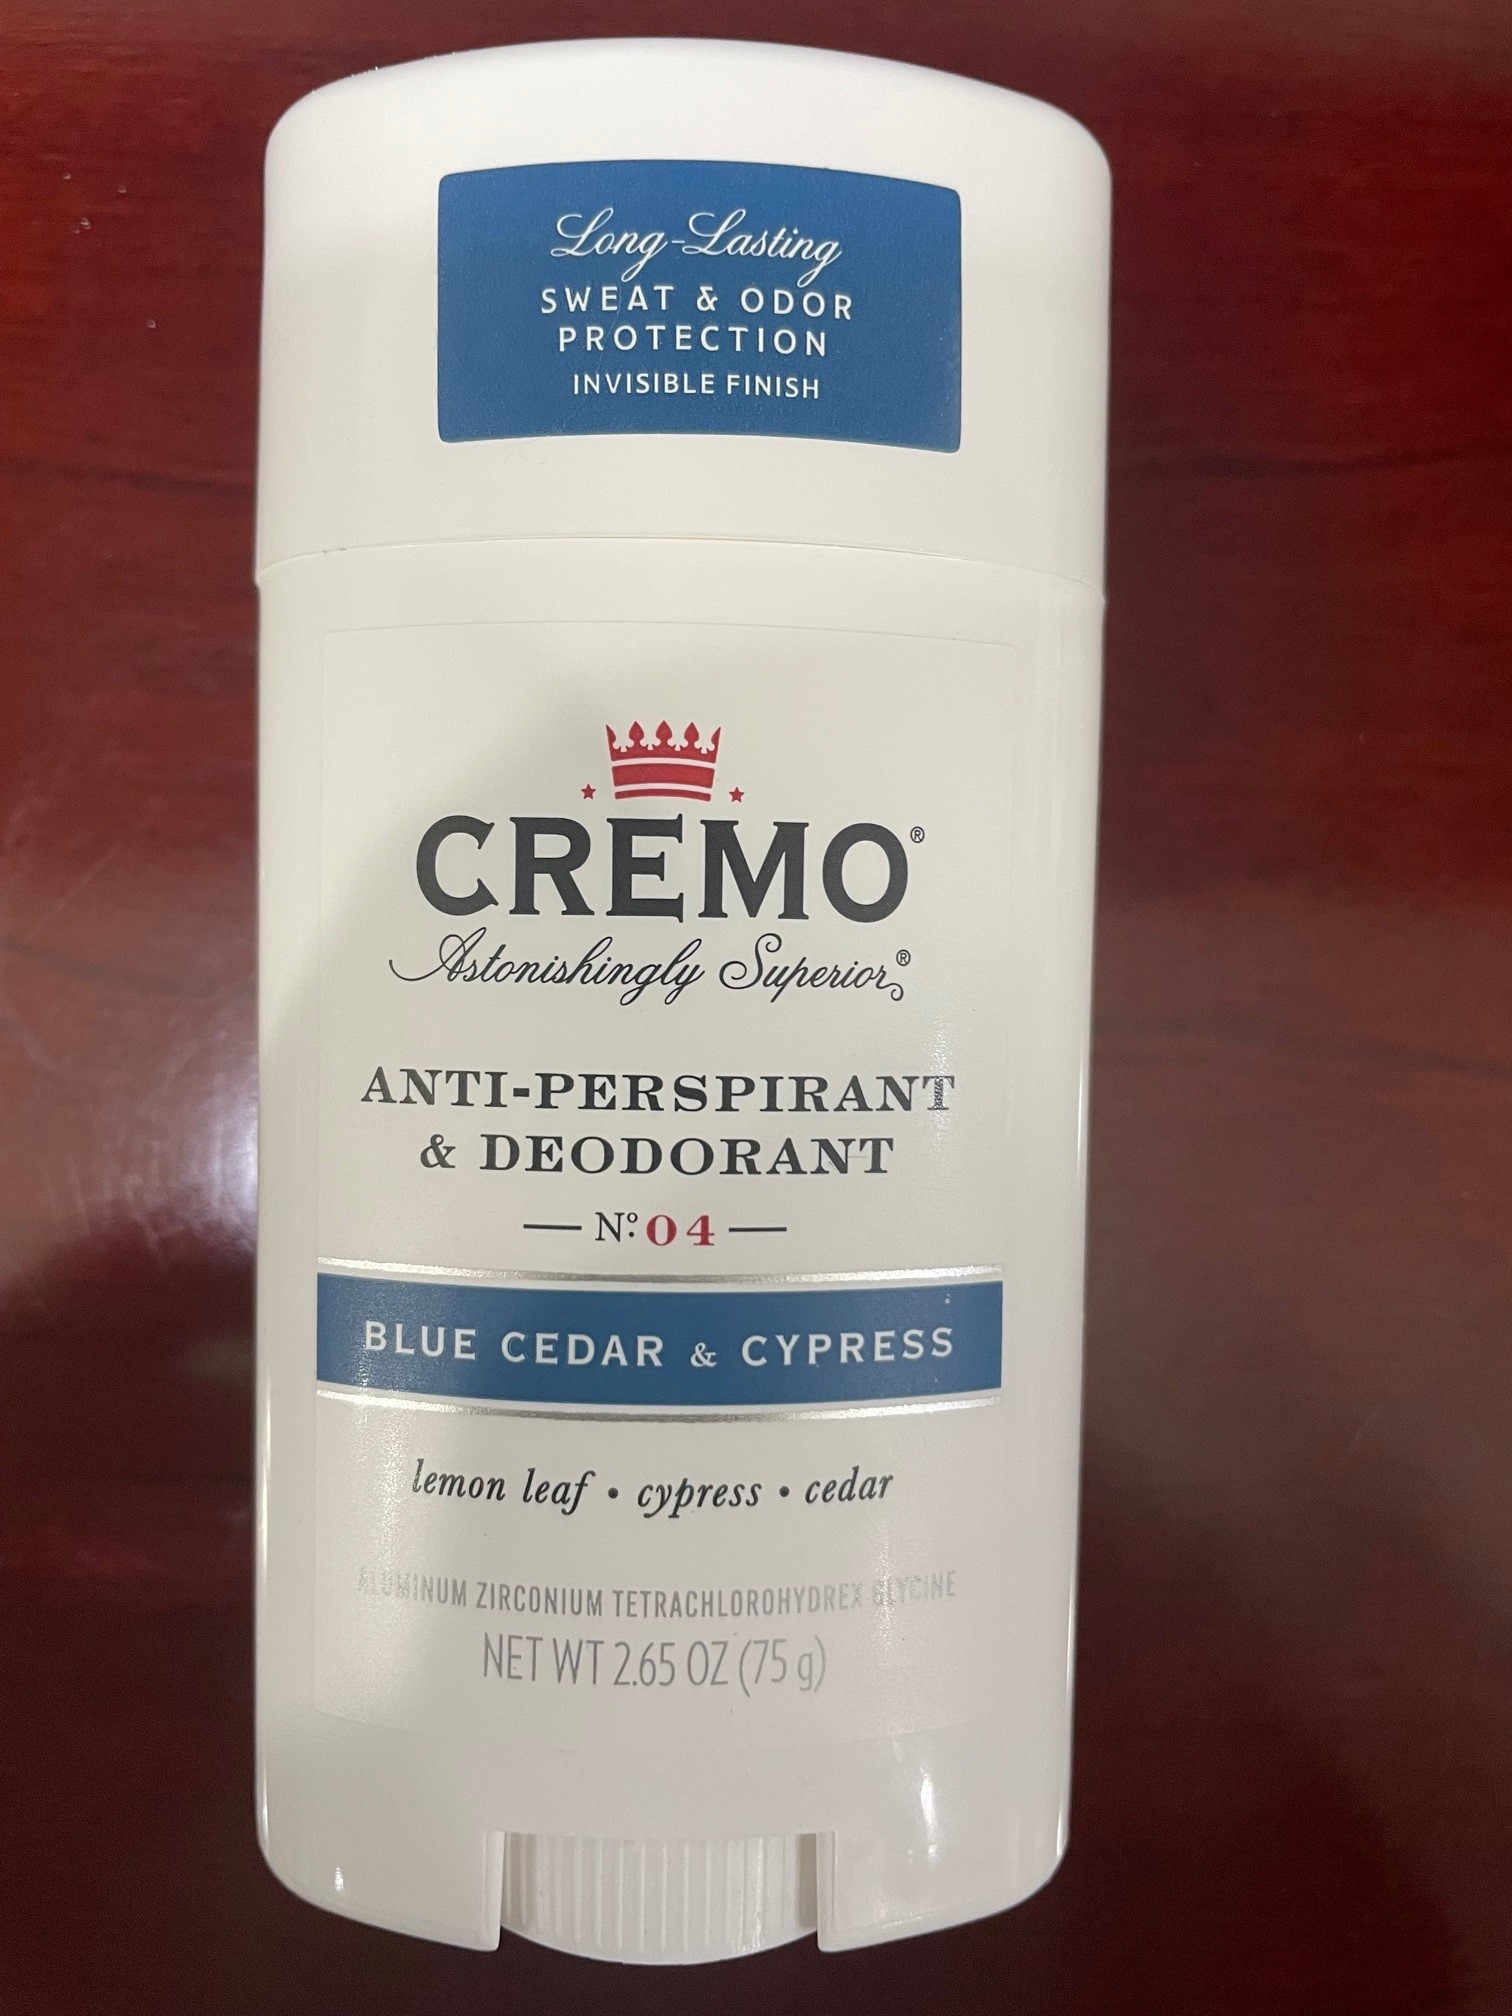 Long-Lasting
SWEAT & ODOR
PROTECTION
INVISIBLE FINISH
CREMO®
Astonishingly Superior®
ANTI-PERSPIRANT
& DEODORANT
— Nº 04 —
BLUE CEDAR & CYPRESS
lemon leaf • cypress • cedar
ALUMINUM ZIRCONIUM TETRACHLOROHYDREX GLYCINE
NET WT 2.65 OZ (75 g)